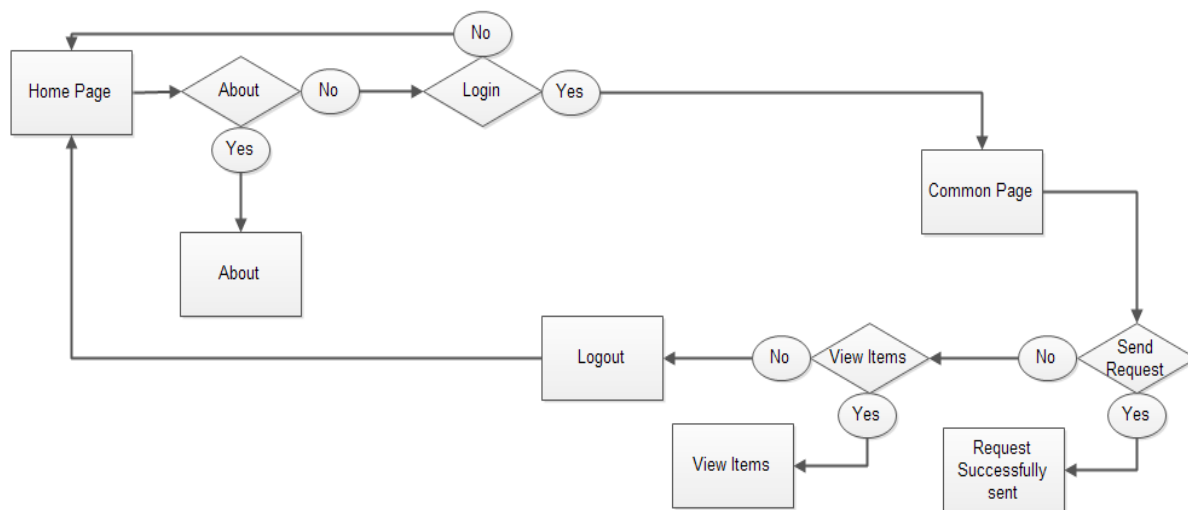 No
Home Page
About
No
Login
Yes
Yes
Common Page
About
Logout
No
View Items
No
Send
Request
Yes
Yes
View Items
Request
Successfully
sent